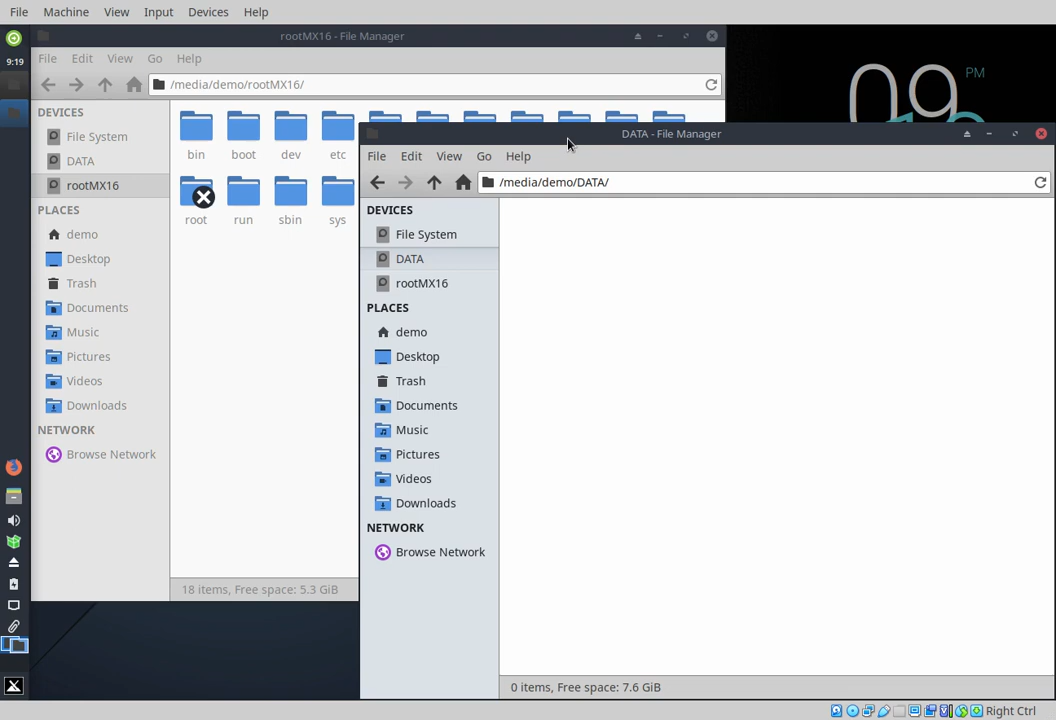 File Machine View Input Devices Help
rootMX16 - File Manager
9:19
File Edit View Go Help
/media/demo/rootMX16/
DEVICES
File System
DATA
rootMX16
PLACES
demo
Desktop
Trash
Documents
Music
Pictures
Videos
Downloads
NETWORK
Browse Network
bin boot dev etc
root run sbin sys
18 items, Free space: 5.3 GiB
09 PM
DATA - File Manager
File Edit View Go Help
/media/demo/DATA/
DEVICES
File System
DATA
rootMX16
PLACES
demo
Desktop
Trash
Documents
Music
Pictures
Videos
Downloads
NETWORK
Browse Network
0 items, Free space: 7.6 GiB
Right Ctrl